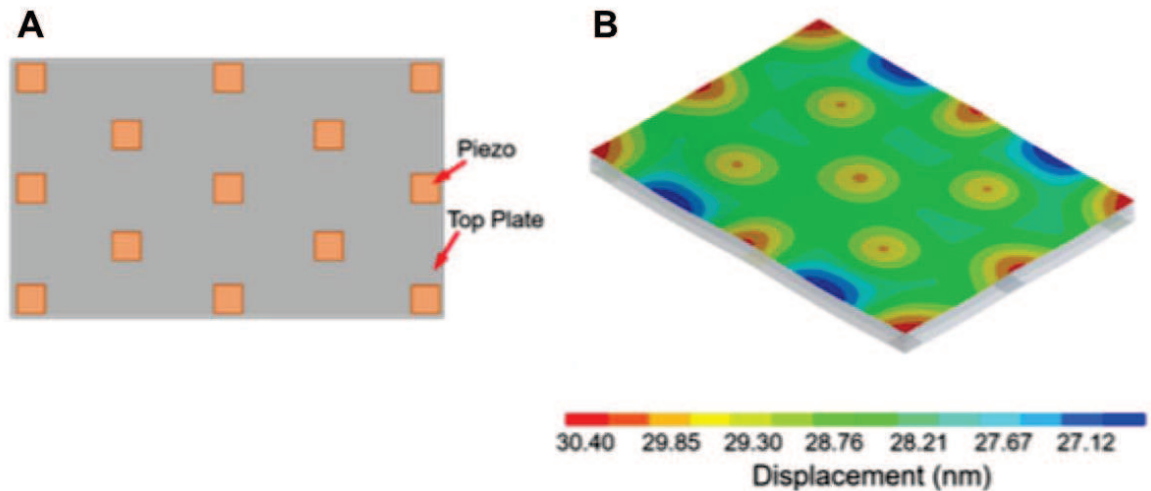 A
B
Piezo
Top Plate
30.40 29.85 29.30 28.76 28.21 27.67 27.12
Displacement (nm)